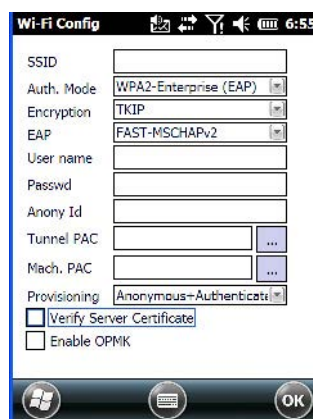 Wi-Fi Config 6:55
SSID
Auth. Mode WPA2-Enterprise (EAP)
Encryption TKIP
EAP FAST-MSCHAPv2
User name
Passwd
Anony Id
Tunnel PAC ...
Mach. PAC ...
Provisioning Anonymous+Authenticate
Verify Server Certificate
Enable OPMK
OK